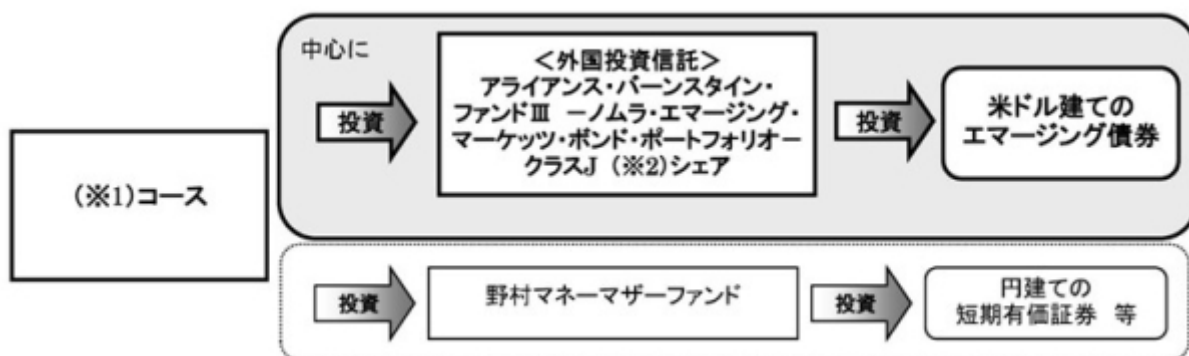 中心に
投資
＜外国投資信託＞
アライアンス・バーンスタイン・
ファンドⅢ －ノムラ・エマージング・
マーケッツ・ボンド・ポートフォリオ－
クラスJ (※2)シェア
投資
米ドル建ての
エマージング債券
(※1)コース
投資
野村マネーマザーファンド
投資
円建ての
短期有価証券 等